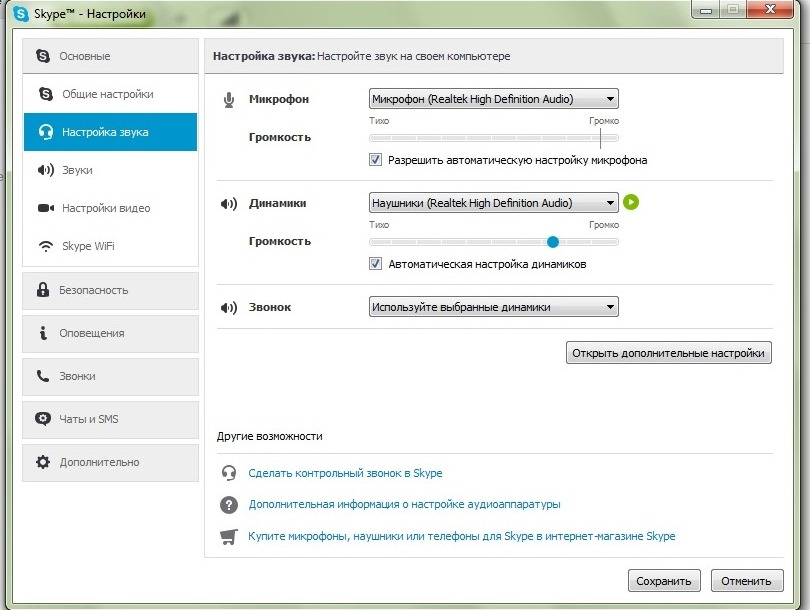 Skype™ - Настройки
Основные
Общие настройки
Настройка звука
Звуки
Настройки видео
Skype WiFi
Безопасность
Оповещения
Звонки
Чаты и SMS
Дополнительно
Настройка звука: Настройте звук на своем компьютере
Микрофон
Микрофон (Realtek High Definition Audio)
Тихо Громко
Громкость
Разрешить автоматическую настройку микрофона
Динамики
Наушники (Realtek High Definition Audio)
Тихо Громко
Громкость
Автоматическая настройка динамиков
Звонок
Используйте выбранные динамики
Открыть дополнительные настройки
Другие возможности
Сделать контрольный звонок в Skype
Дополнительная информация о настройке аудиоаппаратуры
Купите микрофоны, наушники или телефоны для Skype в интернет-магазине Skype
Сохранить
Отменить